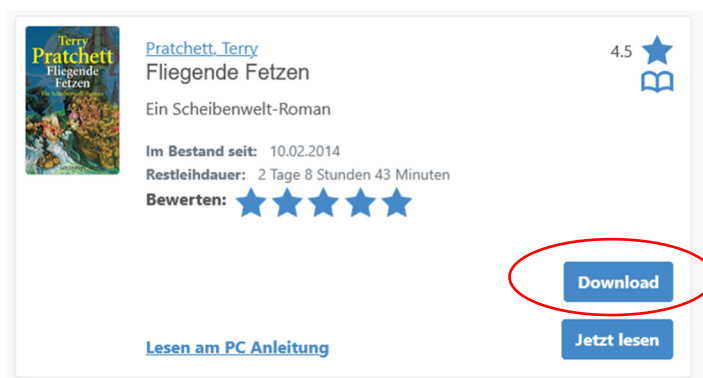 Terry
Pratchett
Fliegende
Fetzen
Ein Scheibenwelt-Roman
Pratchett, Terry
Fliegende Fetzen
Ein Scheibenwelt-Roman
4.5
Im Bestand seit: 10.02.2014
Restleihdauer: 2 Tage 8 Stunden 43 Minuten
Bewerten:
Download
Lesen am PC Anleitung
Jetzt lesen